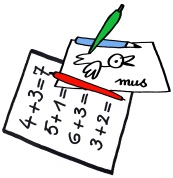 mus
4+3=7
5+1=
6+3=
3+2=